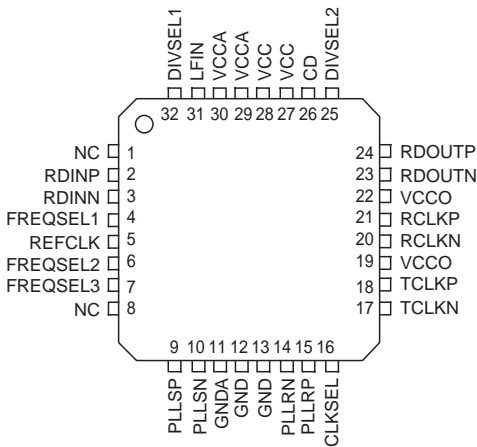 DIVSEL1 LFIN VCCA VCCA VCC VCC CD DIVSEL2
32 31 30 29 28 27 26 25
NC 1 24 RDOUTP
RDINP 2 23 RDOUTN
RDINN 3 22 VCCO
FREQSEL1 4 21 RCLKP
REFCLK 5 20 RCLKN
FREQSEL2 6 19 VCCO
FREQSEL3 7 18 TCLKP
NC 8 17 TCLKN
9 10 11 12 13 14 15 16
PLLSP PLLSN GNDA GND GND PLLRN PLLRP CLKSEL